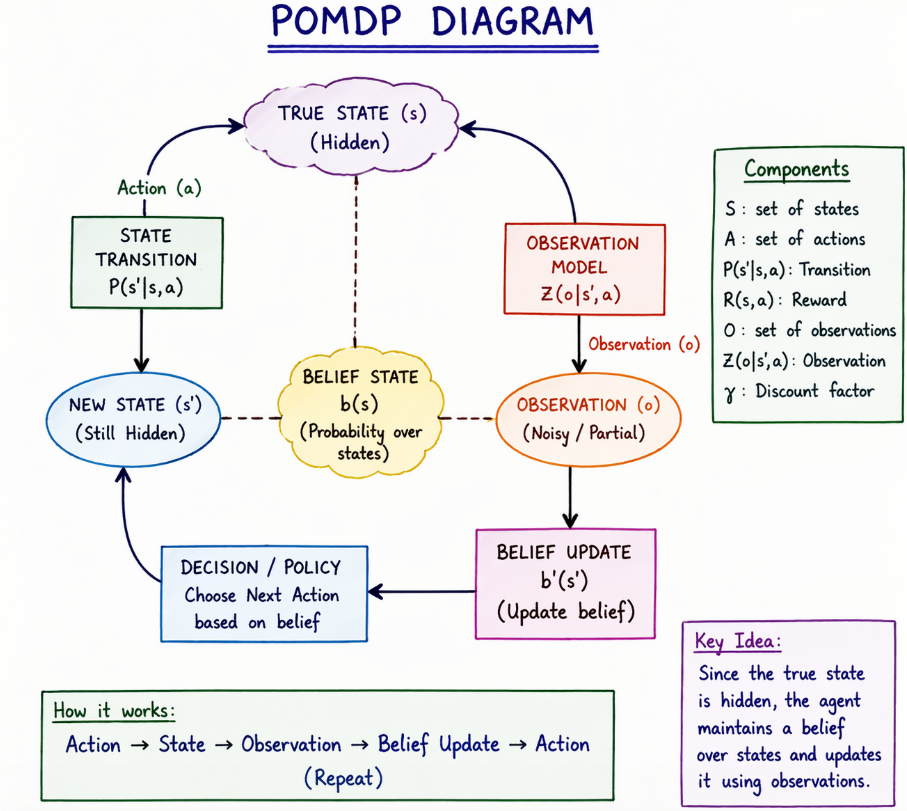 POMDP DIAGRAM
TRUE STATE (s)
(Hidden)
Action (a)
STATE
TRANSITION
P(s'|s,a)
OBSERVATION
MODEL
Z(o|s',a)
Observation (o)
NEW STATE (s')
(Still Hidden)
BELIEF STATE
b(s)
(Probability over
states)
OBSERVATION (o)
(Noisy / Partial)
DECISION / POLICY
Choose Next Action
based on belief
BELIEF UPDATE
b'(s')
(Update belief)
Components
S : set of states
A : set of actions
P(s'|s,a) : Transition
R(s,a) : Reward
O : set of observations
Z(o|s',a) : Observation
γ : Discount factor
Key Idea:
Since the true state
is hidden, the agent
maintains a belief
over states and updates
it using observations.
How it works:
Action → State → Observation → Belief Update → Action
(Repeat)